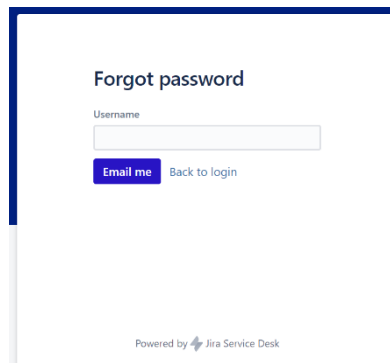 Forgot password
Username
Email me Back to login
Powered by Jira Service Desk